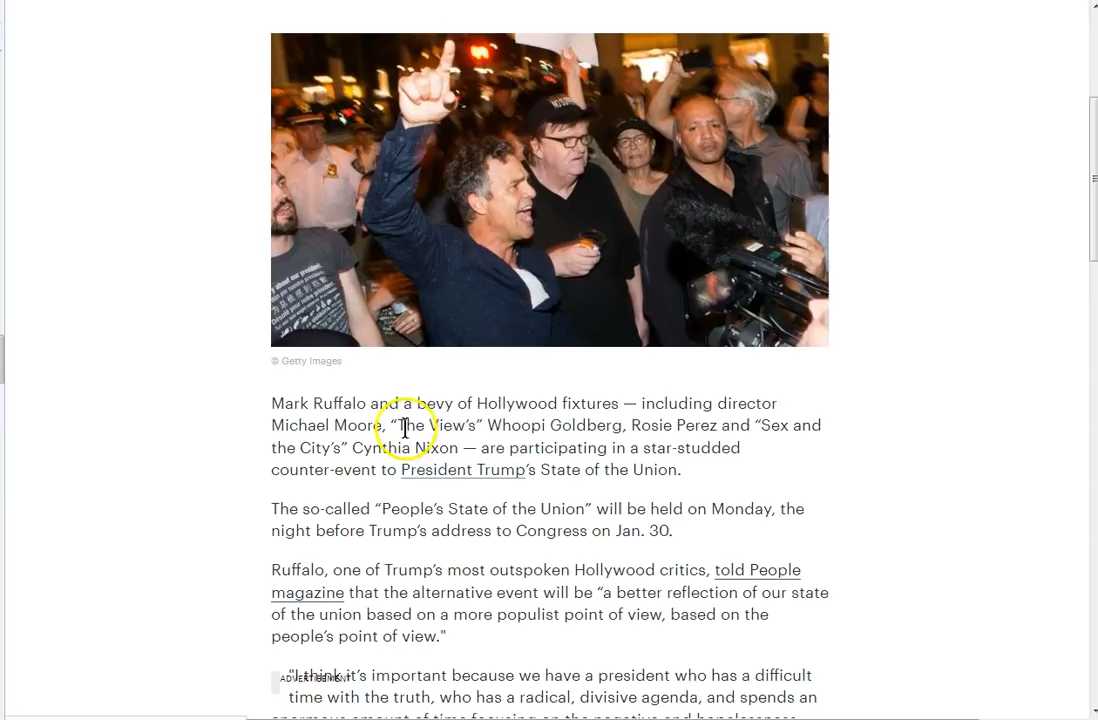 © Getty Images
Mark Ruffalo and a bevy of Hollywood fixtures — including director
Michael Moore, “The View’s” Whoopi Goldberg, Rosie Perez and “Sex and
the City’s” Cynthia Nixon — are participating in a star-studded
counter-event to President Trump’s State of the Union.
The so-called “People’s State of the Union” will be held on Monday, the
night before Trump’s address to Congress on Jan. 30.
Ruffalo, one of Trump’s most outspoken Hollywood critics, told People
magazine that the alternative event will be “a better reflection of our state
of the union based on a more populist point of view, based on the
people’s point of view."
"I think it’s important because we have a president who has a difficult
ADVERTISEMENT
time with the truth, who has a radical, divisive agenda, and spends an